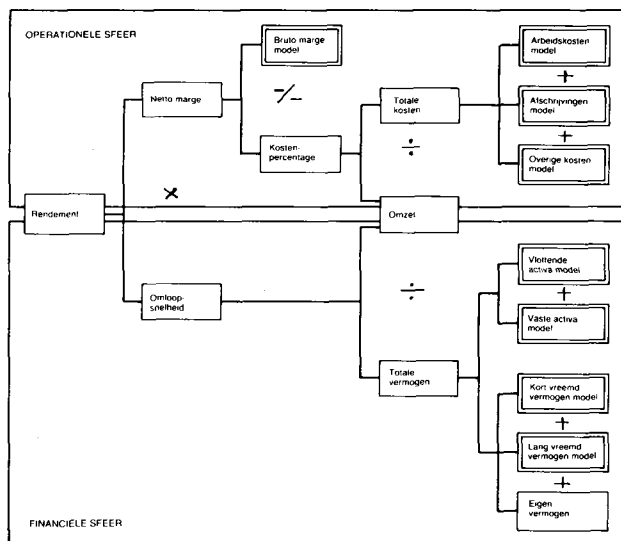 OPERATIONELE SFEER
Bruto marge
model
Arbeidskosten
model
-/-
+
Netto marge
Totale
kosten
Afschrijvingen
model
÷
+
Kosten-
percentage
Overige kosten
model
×
Rendement
Omzet
Vlottende
activa model
Omloop-
snelheid
÷
+
Vaste activa
model
Totale
vermogen
Kort vreemd
vermogen model
+
Lang vreemd
vermogen model
+
Eigen
vermogen
FINANCIËLE SFEER